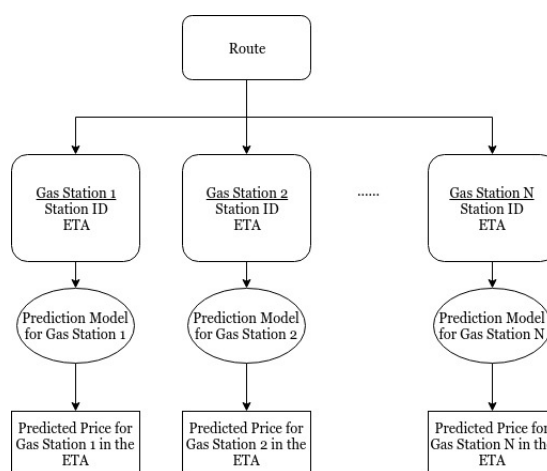 Route
Gas Station 1
Station ID
ETA
Gas Station 2
Station ID
ETA
......
Gas Station N
Station ID
ETA
Prediction Model
for Gas Station 1
Prediction Model
for Gas Station 2
Prediction Model
for Gas Station N
Predicted Price for
Gas Station 1 in the
ETA
Predicted Price for
Gas Station 2 in the
ETA
Predicted Price for
Gas Station N in the
ETA